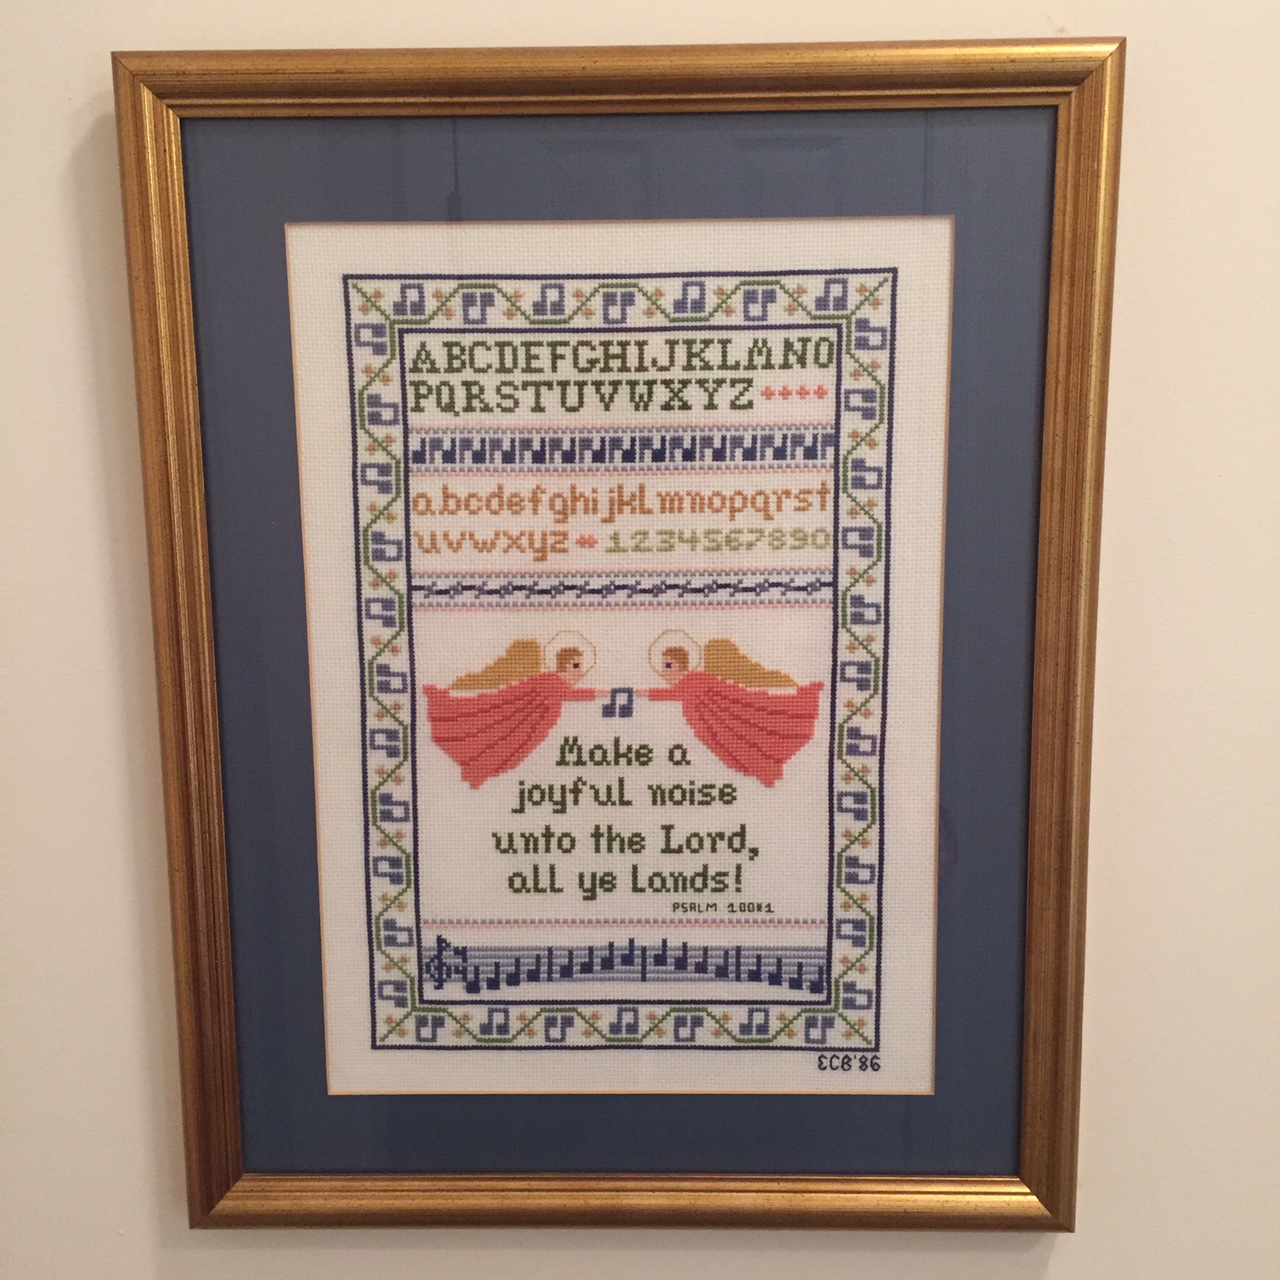 ABCDEFGHIJKLMNO
PQRSTUVWXYZ
abcdefghijklmnopqrst
uvwxyz 1234567890
Make a
joyful noise
unto the Lord,
all ye lands!
PSALM 100:1
ECB'86